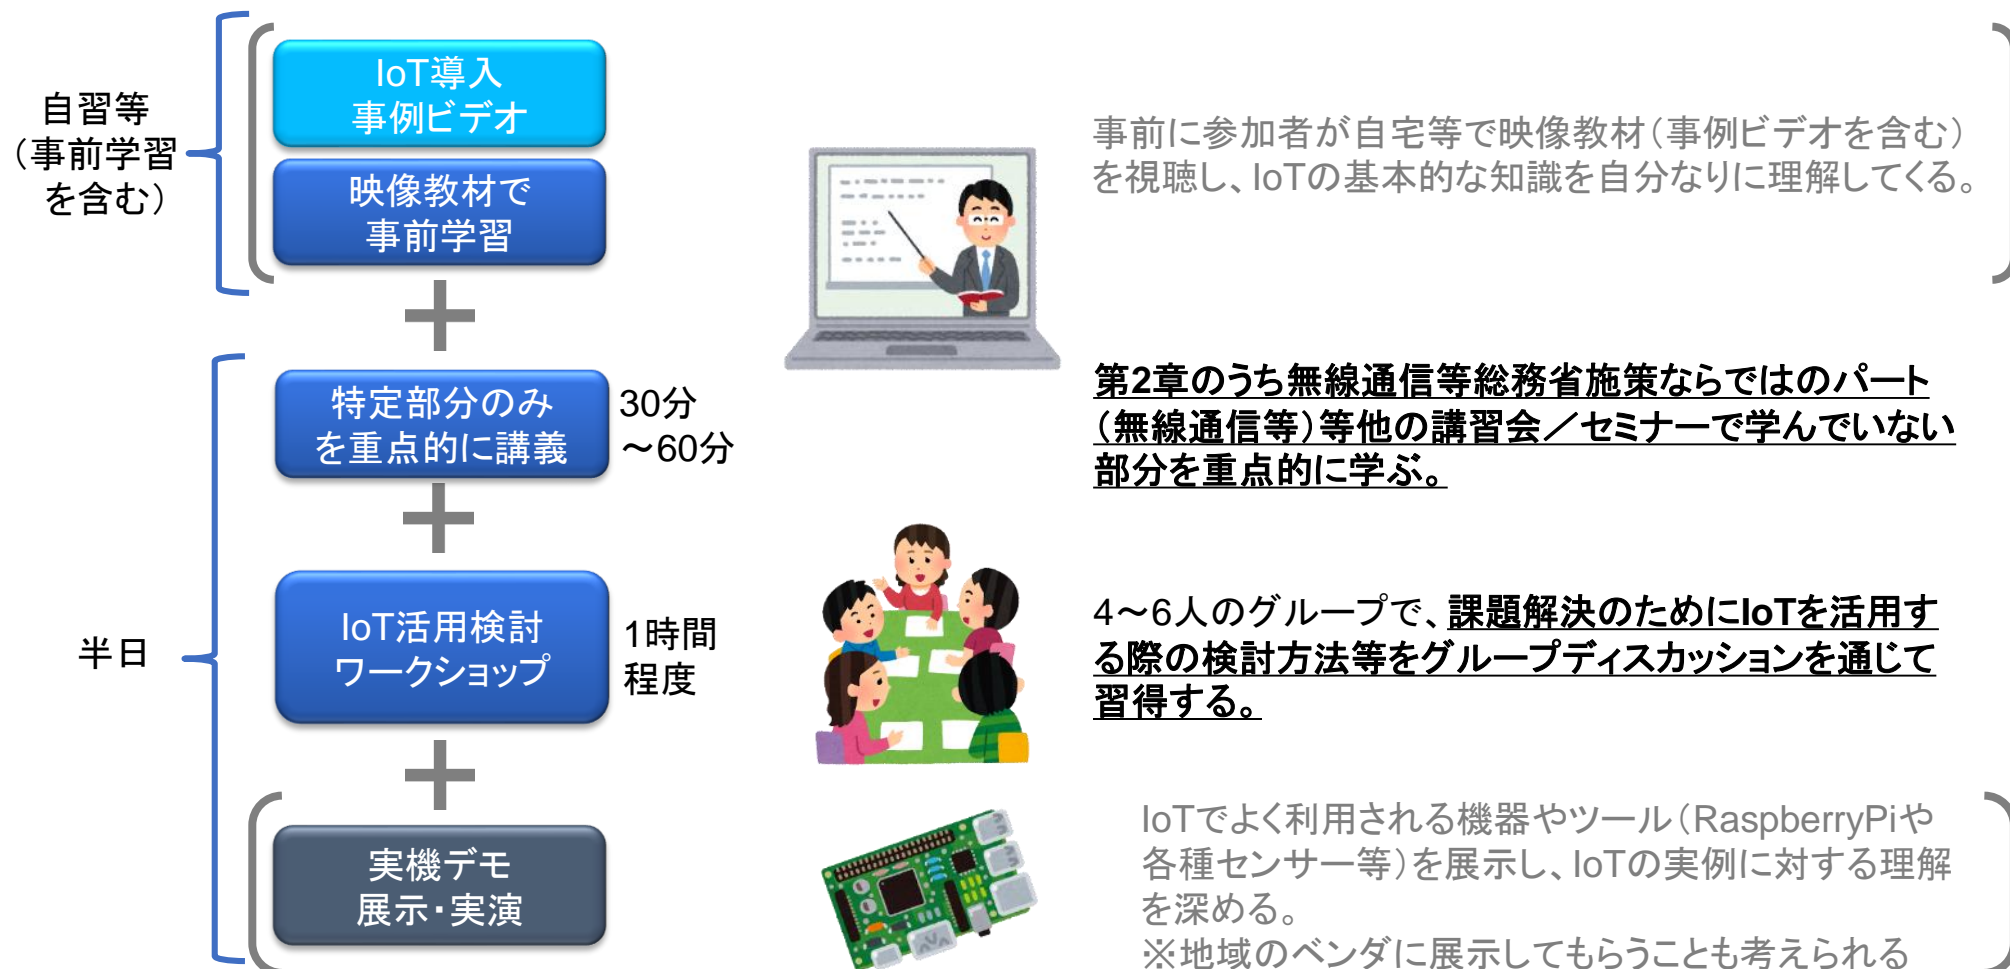 自習等
（事前学習
を含む）
IoT導入
事例ビデオ
映像教材で
事前学習
事前に参加者が自宅等で映像教材（事例ビデオを含む）
を視聴し、IoTの基本的な知識を自分なりに理解してくる。
半日
特定部分のみ
を重点的に講義
30分
～60分
第2章のうち無線通信等総務省施策ならではのパート
（無線通信等）等他の講習会／セミナーで学んでいない
部分を重点的に学ぶ。
IoT活用検討
ワークショップ
1時間
程度
4～6人のグループで、課題解決のためにIoTを活用す
る際の検討方法等をグループディスカッションを通じて
習得する。
実機デモ
展示・実演
IoTでよく利用される機器やツール（RaspberryPiや
各種センサー等）を展示し、IoTの実例に対する理解
を深める。
※地域のベンダに展示してもらうことも考えられる